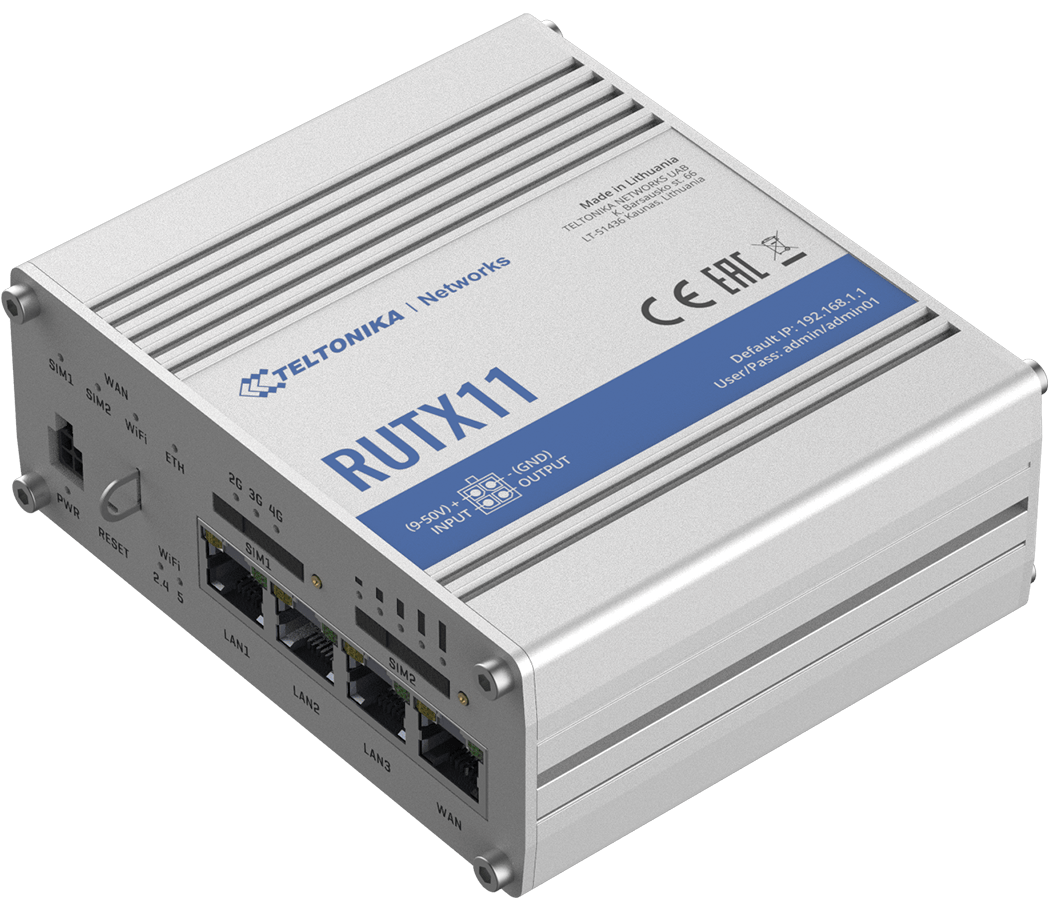 Made in Lithuania
TELTONIKA NETWORKS UAB
K. Barsausko st. 66
LT-51436 Kaunas, Lithuania
TELTONIKA | Networks
CE EAC
RUTX11
Default IP: 192.168.1.1
User/Pass: admin/admin01
(9-50V) + - (GND)
INPUT OUTPUT
SIM1 WAN
SIM2 WiFi
ETH
PWR
RESET
WiFi
2.4 5
2G 3G 4G
SIM1
SIM2
LAN1
LAN2
LAN3
WAN